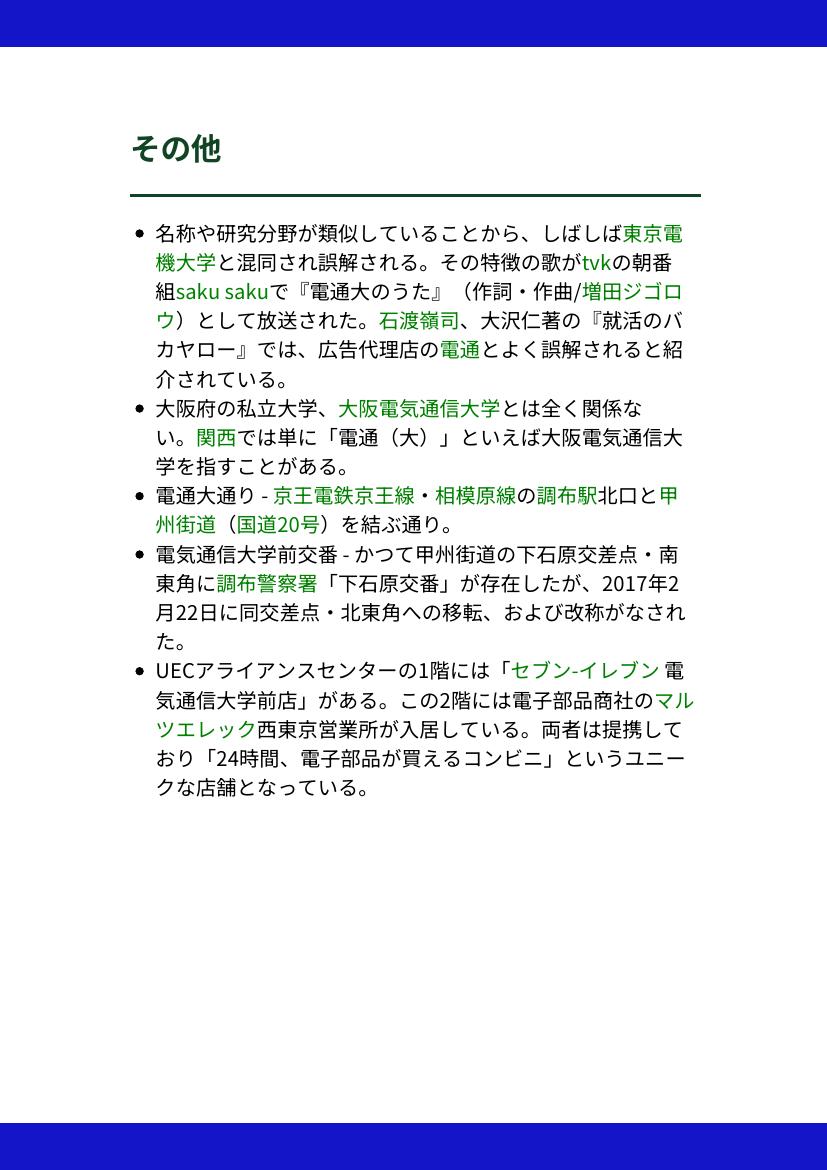 その他
名称や研究分野が類似していることから、しばしば東京電
機大学と混同され誤解される。その特徴の歌がtvkの朝番
組saku sakuで『電通大のうた』（作詞・作曲/増田ジゴロ
ウ）として放送された。石渡嶺司、大沢仁著の『就活のバ
カヤロー』では、広告代理店の電通とよく誤解されると紹
介されている。
大阪府の私立大学、大阪電気通信大学とは全く関係な
い。関西では単に「電通（大）」といえば大阪電気通信大
学を指すことがある。
電通大通り - 京王電鉄京王線・相模原線の調布駅北口と甲
州街道（国道20号）を結ぶ通り。
電気通信大学前交番 - かつて甲州街道の下石原交差点・南
東角に調布警察署「下石原交番」が存在したが、2017年2
月22日に同交差点・北東角への移転、および改称がなされ
た。
UECアライアンスセンターの1階には「セブン-イレブン 電
気通信大学前店」がある。この2階には電子部品商社のマル
ツエレック西東京営業所が入居している。両者は提携して
おり「24時間、電子部品が買えるコンビニ」というユニー
クな店舗となっている。